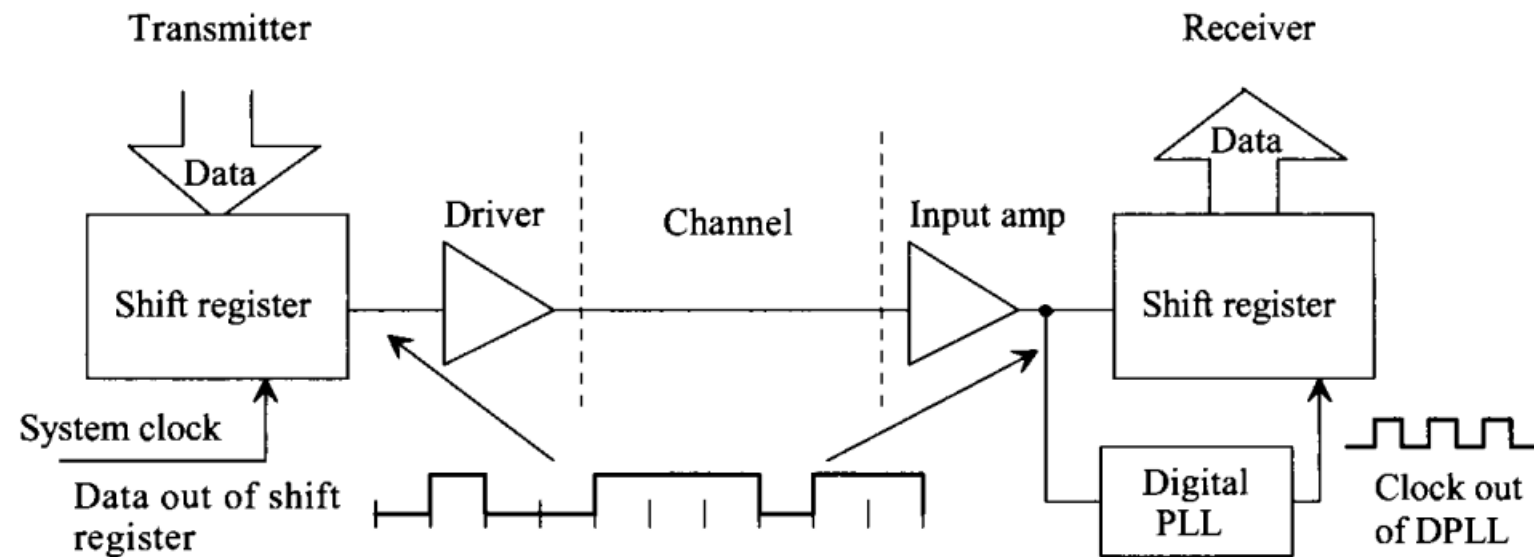 Transmitter
Receiver
Data
Data
Driver
Channel
Input amp
Shift register
Shift register
System clock
Data out of shift
register
Digital
PLL
Clock out
of DPLL